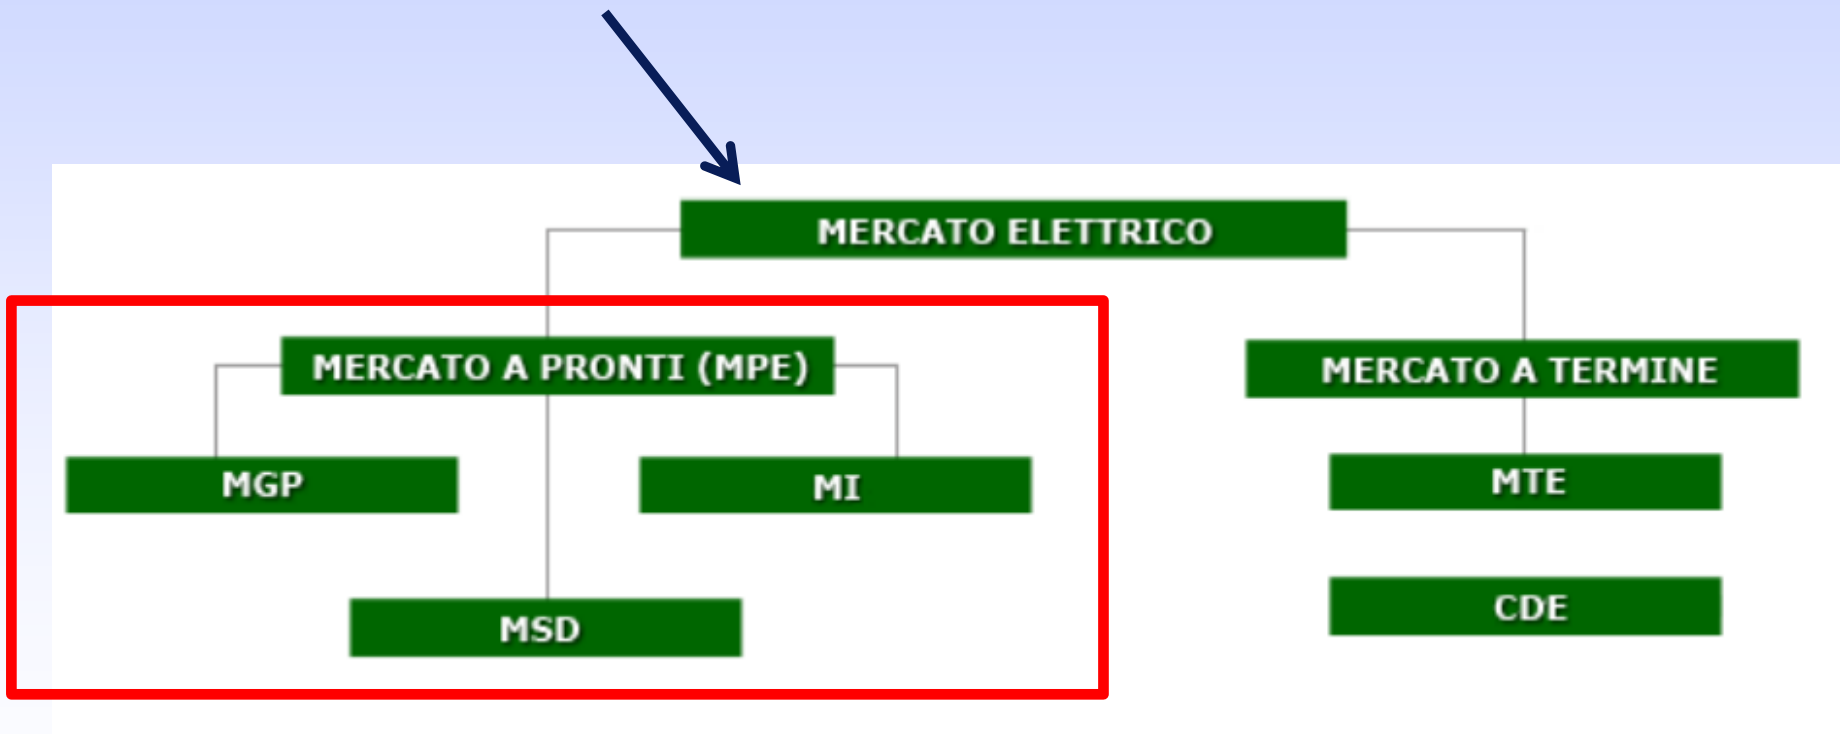 MERCATO ELETTRICO
MERCATO A PRONTI (MPE)
MERCATO A TERMINE
MGP
MI
MTE
MSD
CDE